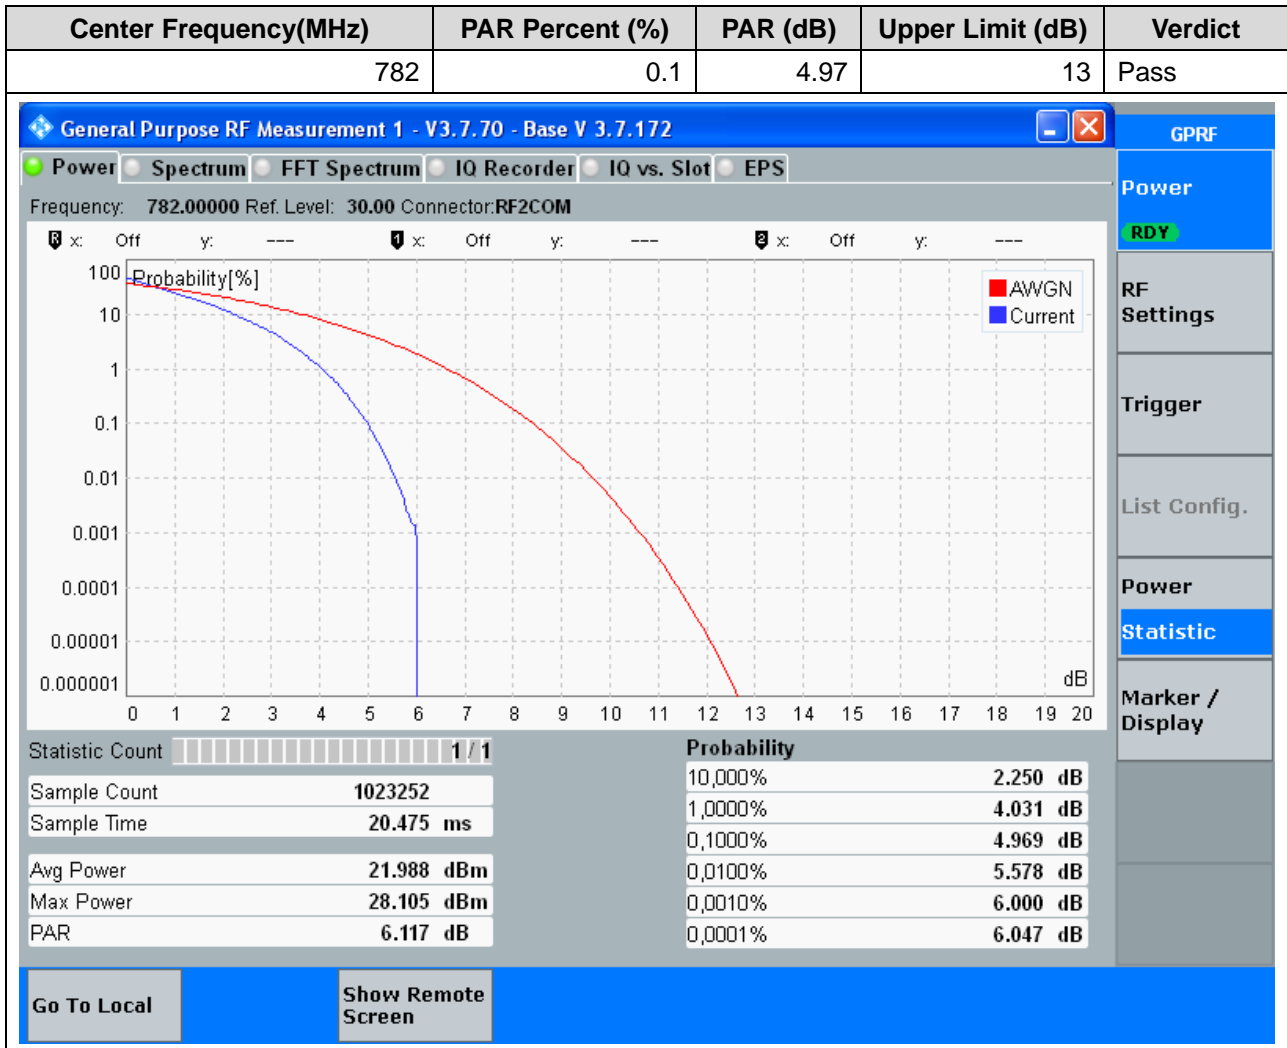 Center Frequency(MHz) PAR Percent (%) PAR (dB) Upper Limit (dB) Verdict
782 0.1 4.97 13 Pass
General Purpose RF Measurement 1 - V3.7.70 - Base V 3.7.172
GPRF
Power Spectrum FFT Spectrum IQ Recorder IQ vs. Slot EPS
Power
RDY
Frequency: 782.00000 Ref. Level: 30.00 Connector:RF2COM
R x: Off y: --- 1 x: Off y: --- 2 x: Off y: ---
Probability[%]
100
10
1
0.1
0.01
0.001
0.0001
0.00001
0.000001
AWGN
Current
dB
0 1 2 3 4 5 6 7 8 9 10 11 12 13 14 15 16 17 18 19 20
RF
Settings
Trigger
List Config.
Power
Statistic
Marker /
Display
Statistic Count 1 / 1
Sample Count 1023252
Sample Time 20.475 ms
Avg Power 21.988 dBm
Max Power 28.105 dBm
PAR 6.117 dB
Probability
10,000% 2.250 dB
1,0000% 4.031 dB
0,1000% 4.969 dB
0,0100% 5.578 dB
0,0010% 6.000 dB
0,0001% 6.047 dB
Go To Local
Show Remote
Screen